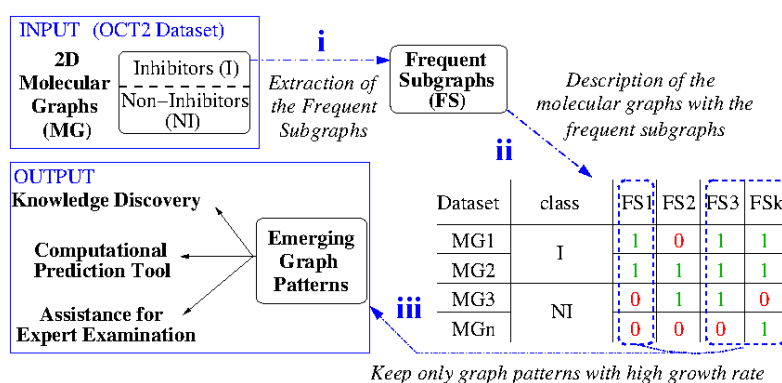 INPUT (OCT2 Dataset)
2D
Molecular
Graphs
(MG)
Inhibitors (I)
Non-Inhibitors
(NI)
i
Extraction of
the Frequent
Subgraphs
Frequent
Subgraphs
(FS)
Description of the
molecular graphs with the
frequent subgraphs
ii
Dataset class FS1 FS2 FS3 FSk
MG1 I 1 0 1 1
MG2 1 1 1 1
MG3 NI 0 1 1 0
MGn 0 0 0 1
iii
Keep only graph patterns with high growth rate
OUTPUT
Knowledge Discovery
Computational
Prediction Tool
Assistance for
Expert Examination
Emerging
Graph
Patterns